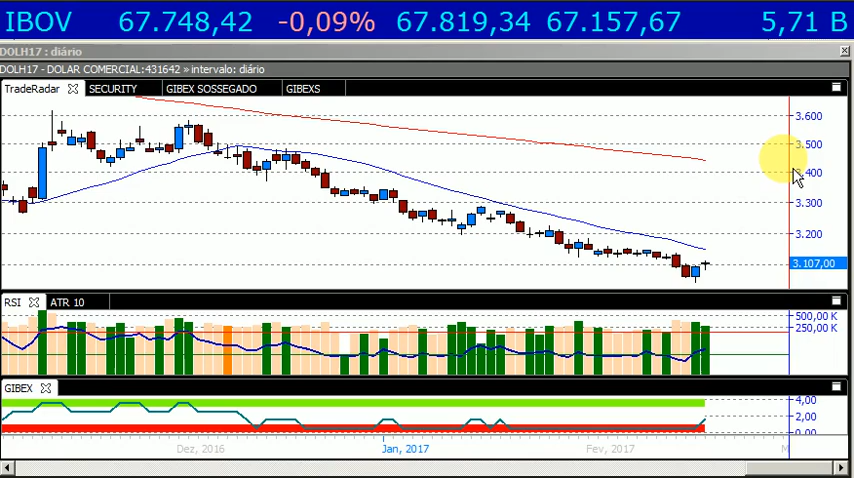 IBOV 67.748,42 -0,09% 67.819,34 67.157,67 5,71 B
DOLH17 : diário
DOLH17 - DOLAR COMERCIAL:431642 » intervalo: diário
TradeRadar SECURITY GIBEX SOSSEGADO GIBEXS
3.600
3.500
3.400
3.300
3.200
3.107,00
RSI ATR 10
500,00 K
250,00 K
GIBEX
4,00
2,00
0,00
Dez, 2016 Jan, 2017 Fev, 2017 M